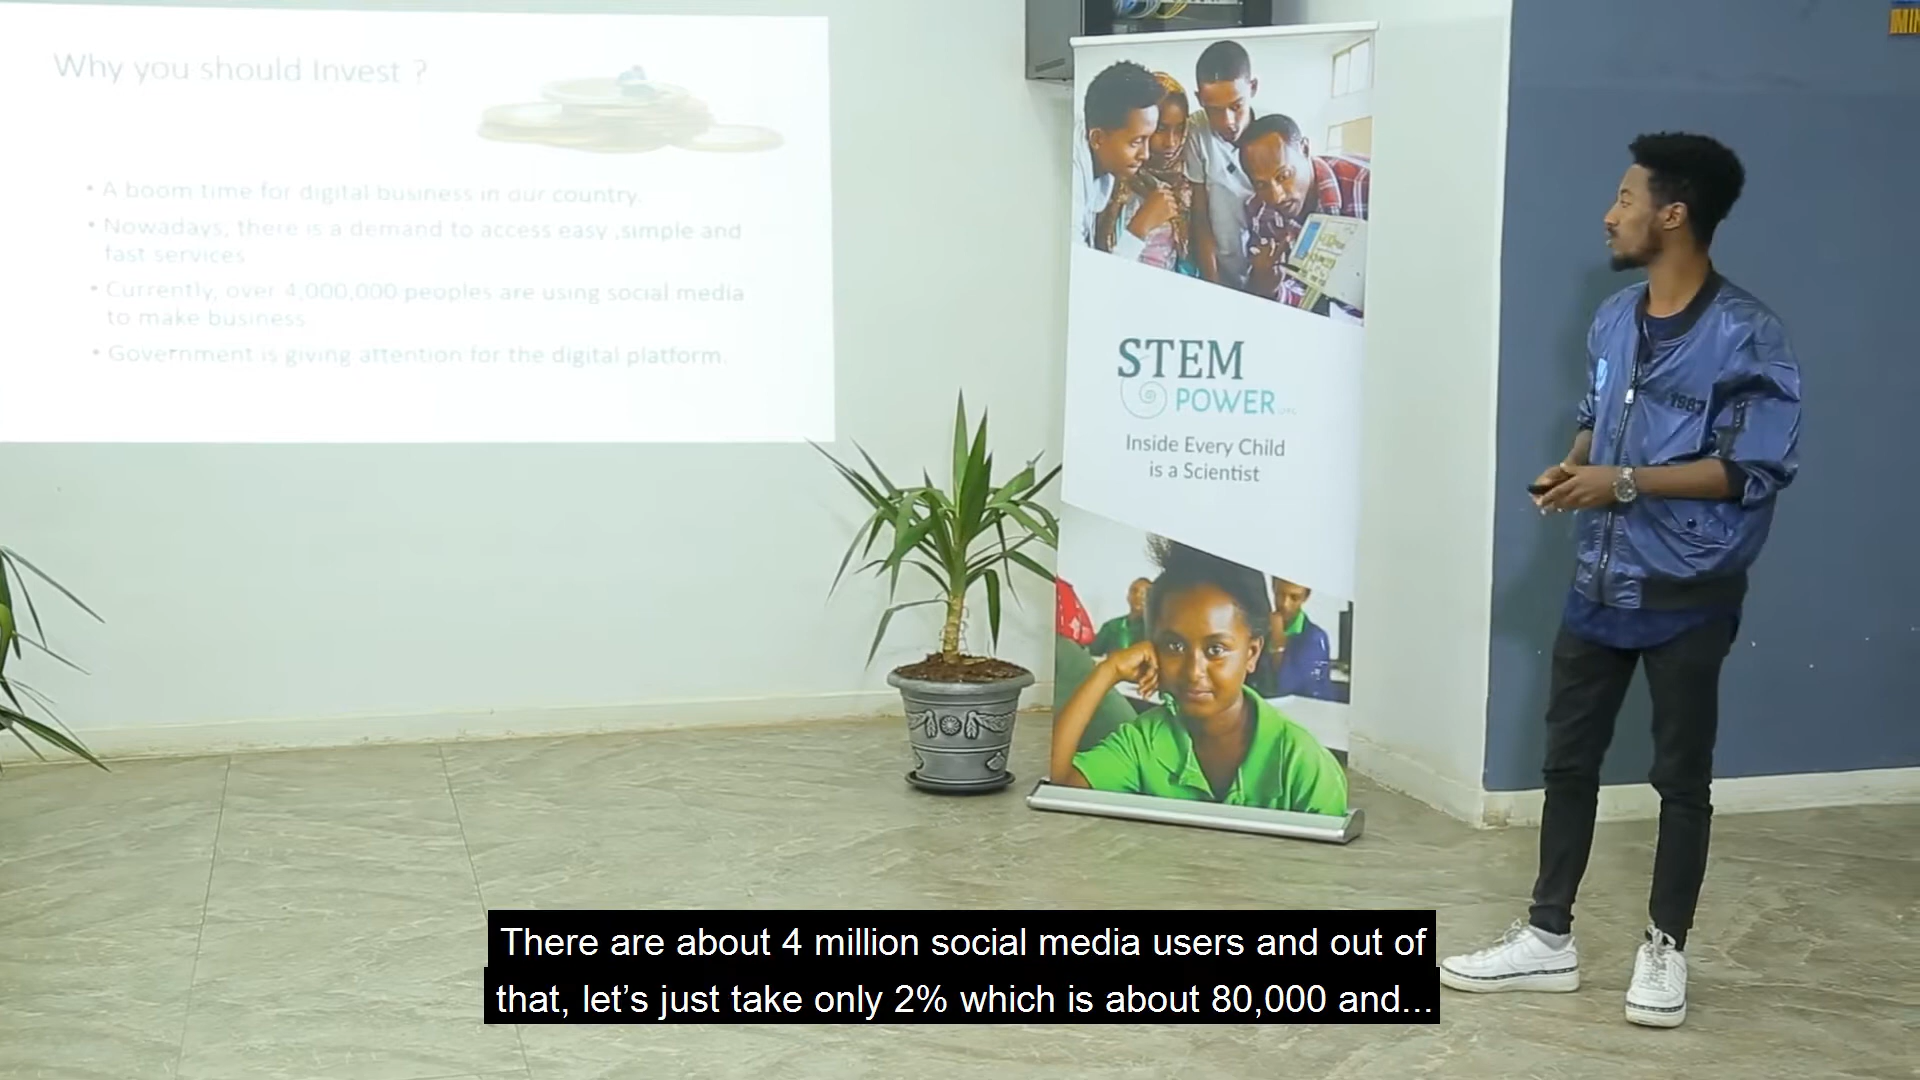 Why you should Invest ?
• A boom time for digital business in our country.
• Nowadays, there is a demand to access easy ,simple and
fast services
• Currently, over 4,000,000 peoples are using social media
to make business
• Government is giving attention for the digital platform.
STEM
POWER
Inside Every Child
is a Scientist
1987
There are about 4 million social media users and out of
that, let’s just take only 2% which is about 80,000 and...